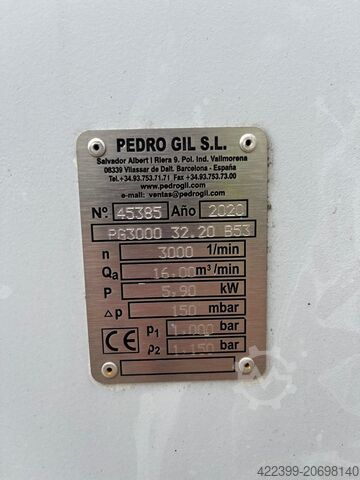 PEDRO GIL S.L.
Salvador Albert i Riera 9. Pol. Ind. Vallmorena
08339 Vilassar de Dalt. Barcelona - España
Tel.+34.93.753.71.71 Fax +34.93.753.73.00
www.pedrogil.com
e-mail: ventas@pedrogil.com
Nº. 45385 Año 2020
PG3000 32.20 B53
n 3000 1/min
Qa 16.00 m³/min
P 5.90 kW
△p 150 mbar
CE p1 1.000 bar
p2 1.150 bar
422399-20698140